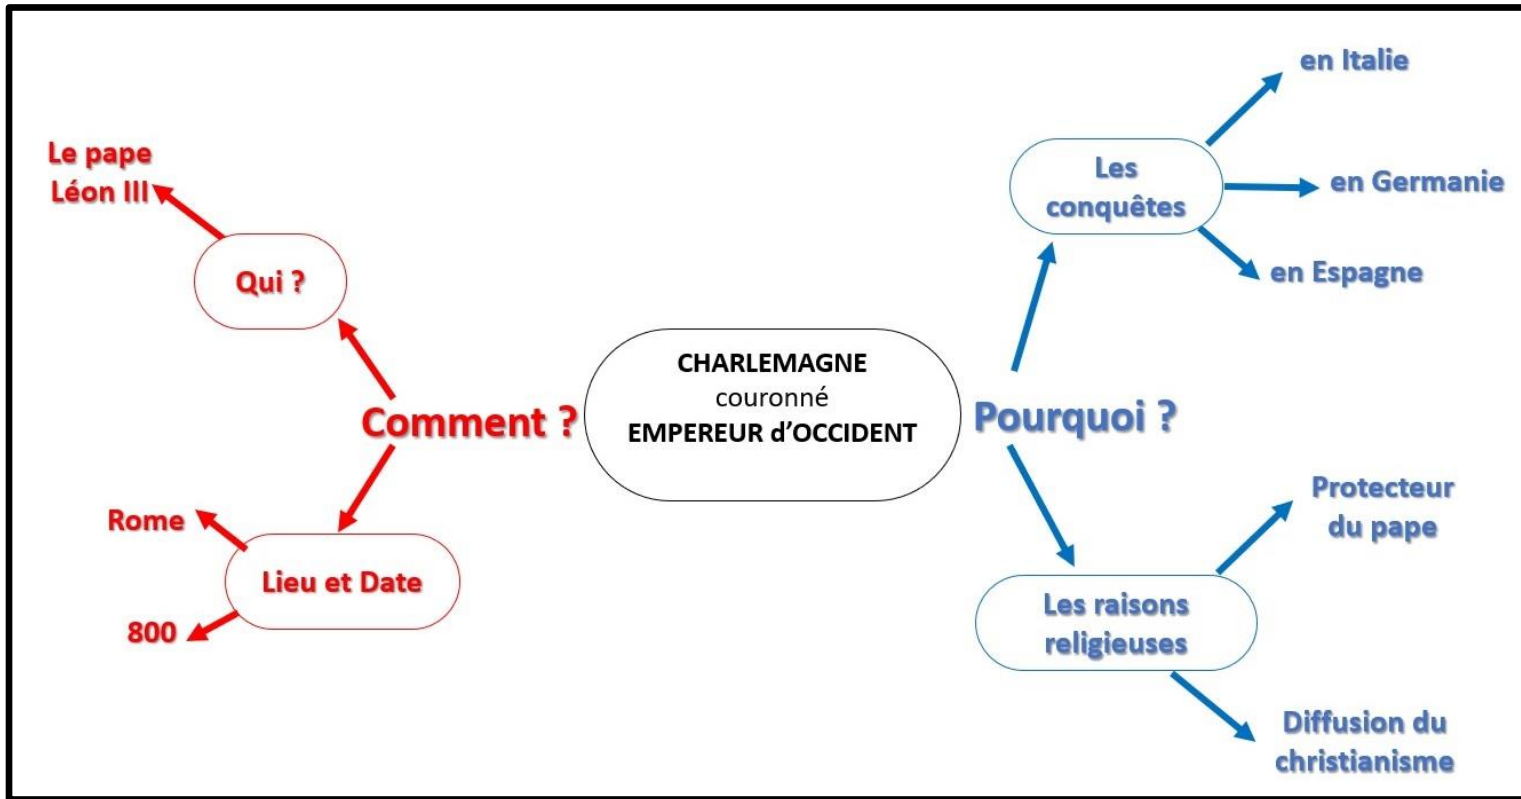 CHARLEMAGNE
couronné
EMPEREUR d'OCCIDENT
Comment ?
Qui ?
Le pape
Léon III
Lieu et Date
Rome
800
Pourquoi ?
Les
conquêtes
en Italie
en Germanie
en Espagne
Les raisons
religieuses
Protecteur
du pape
Diffusion du
christianisme